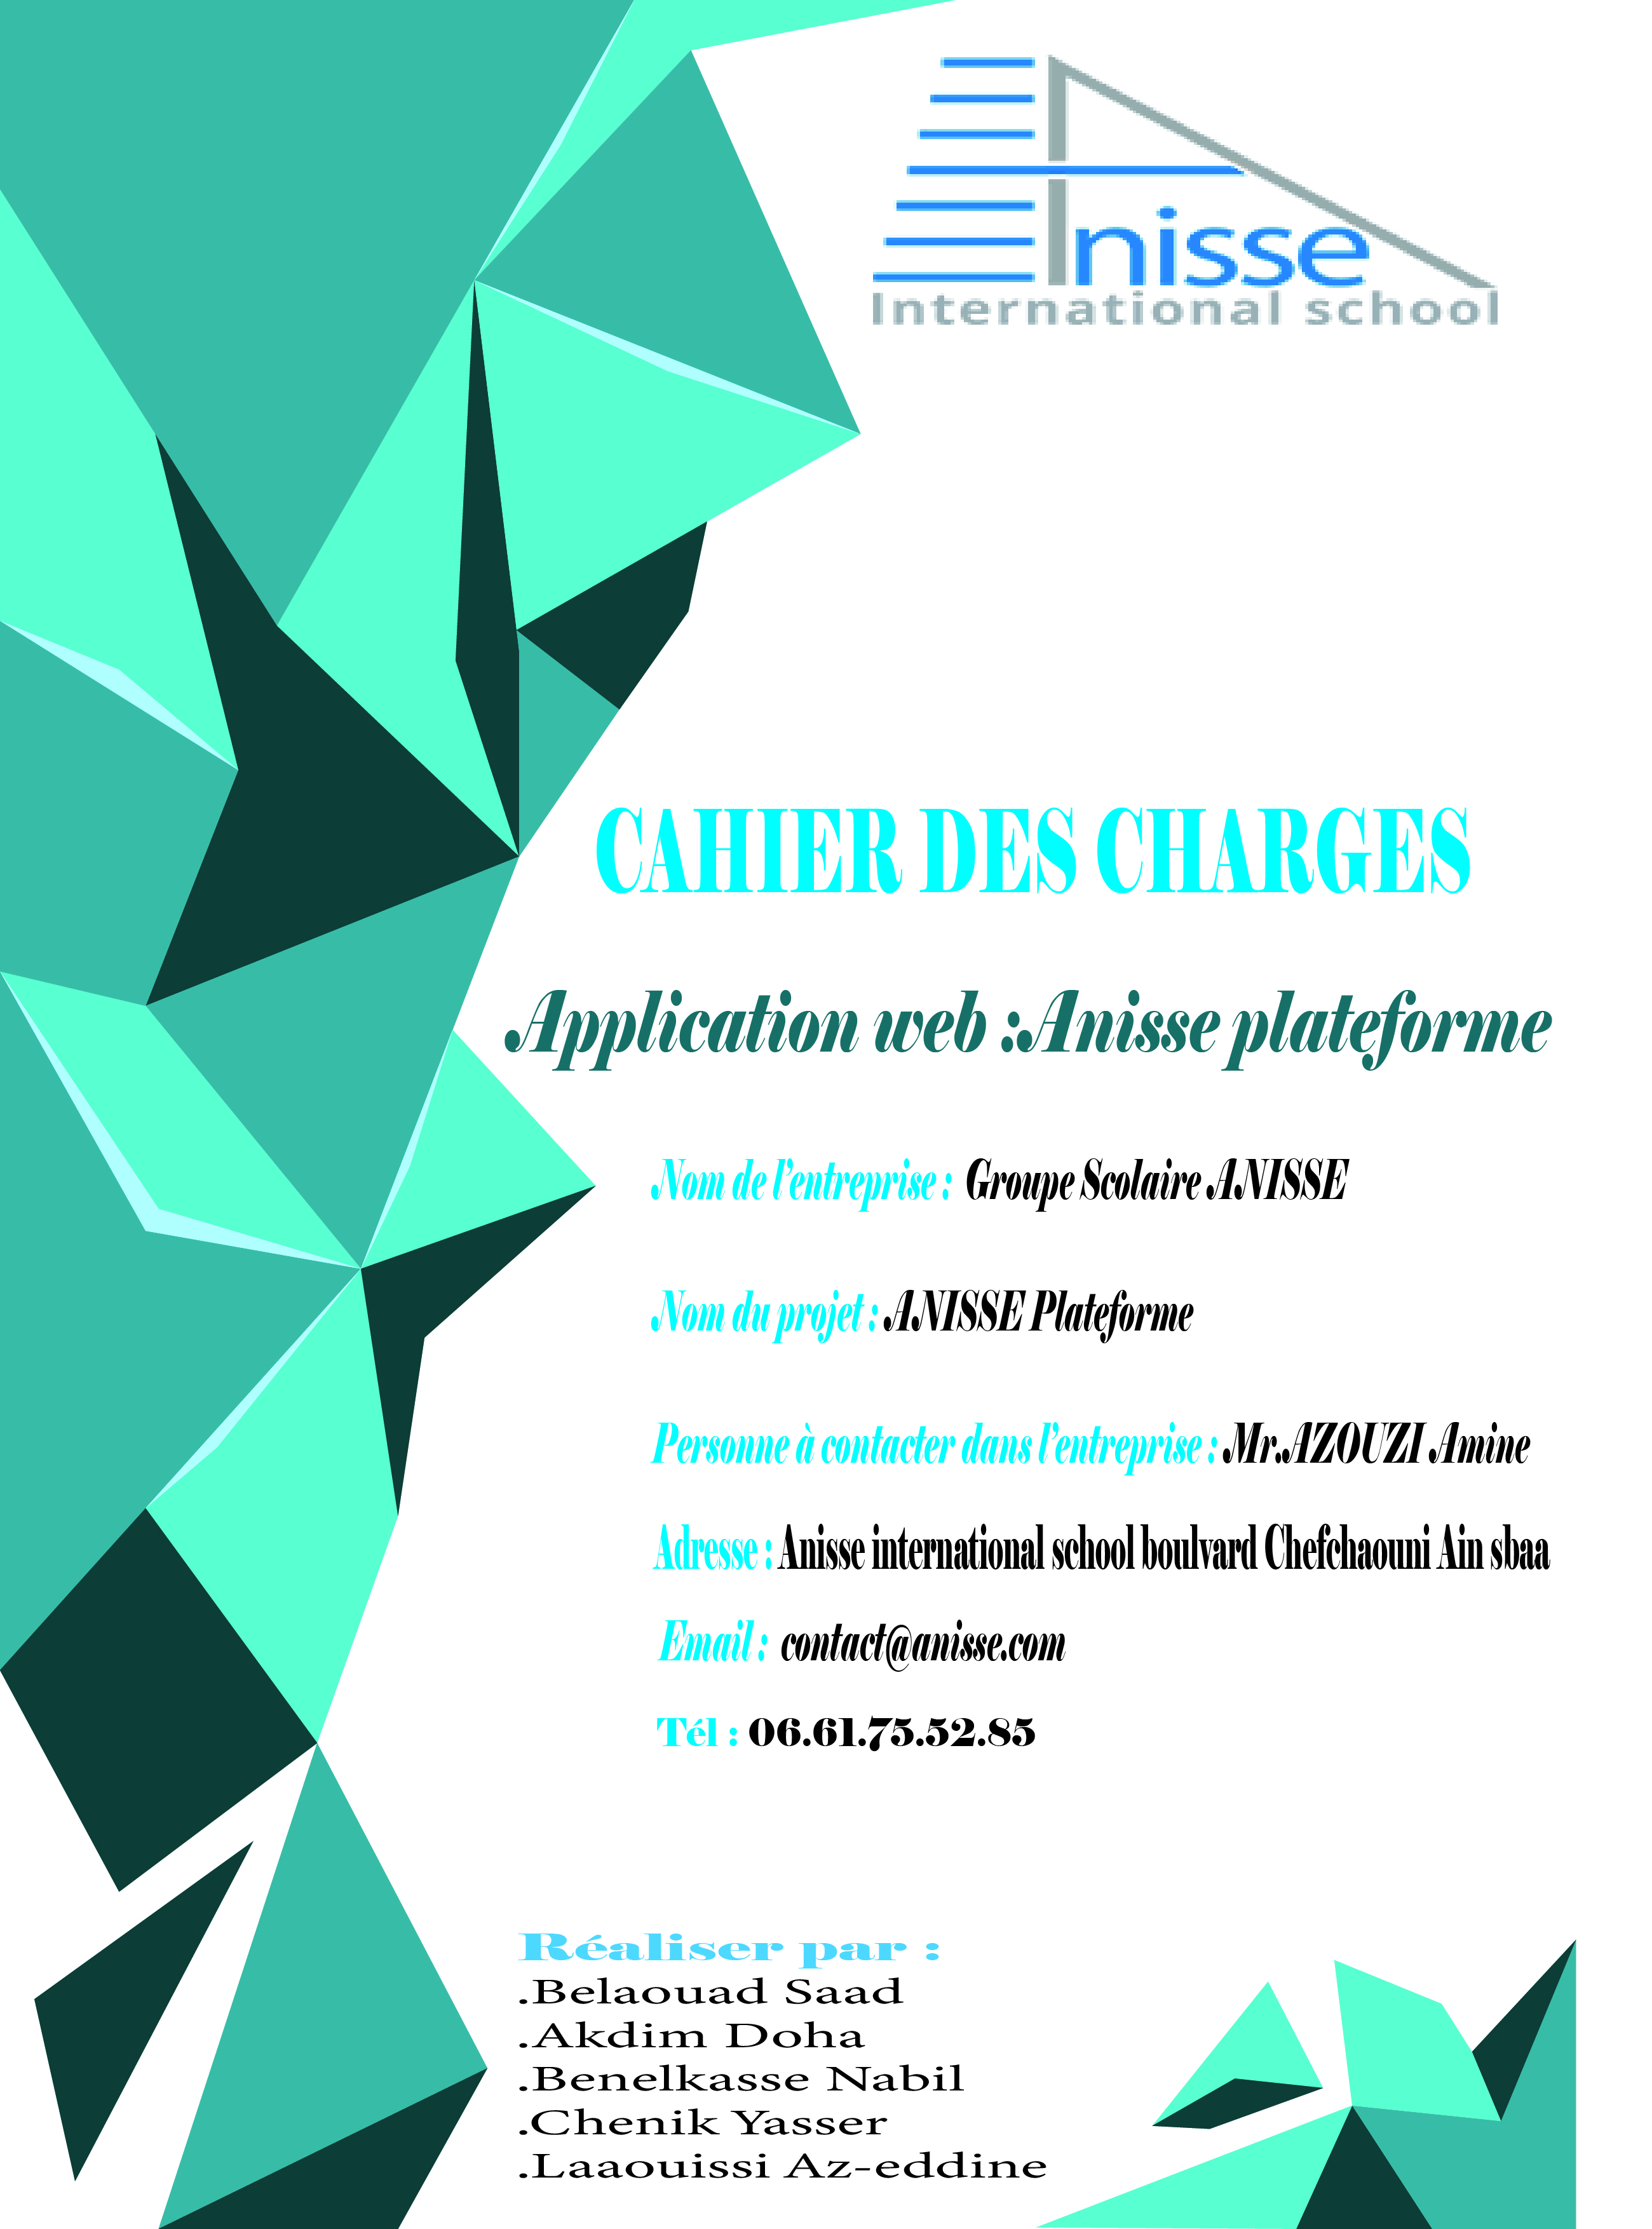 Anisse
International school
CAHIER DES CHARGES
Application web :Anisse plateforme
Nom de l'entreprise : Groupe Scolaire ANISSE
Nom du projet : ANISSE Plateforme
Personne à contacter dans l'entreprise : Mr.AZOUZI Amine
Adresse : Anisse international school boulvard Chefchaouni Ain sbaa
Email : contact@anisse.com
Tél : 06.61.75.52.85
Réaliser par :
.Belaouad Saad
.Akdim Doha
.Benelkasse Nabil
.Chenik Yasser
.Laaouissi Az-eddine